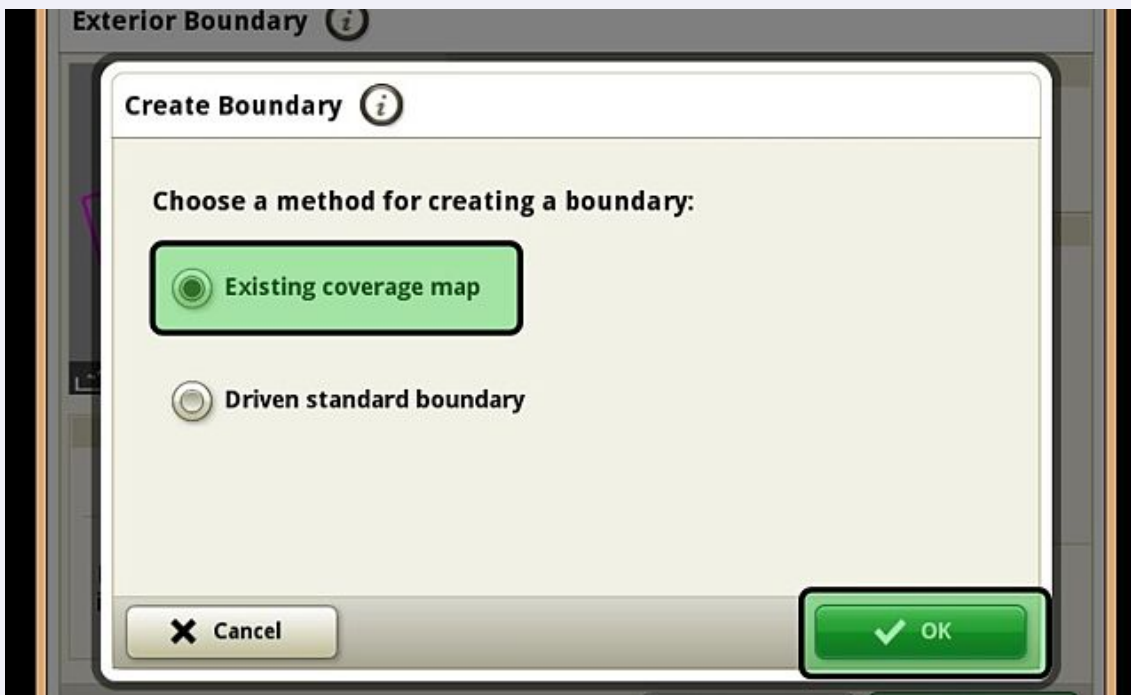 Exterior Boundary
Create Boundary
Choose a method for creating a boundary:
Existing coverage map
Driven standard boundary
Cancel
OK